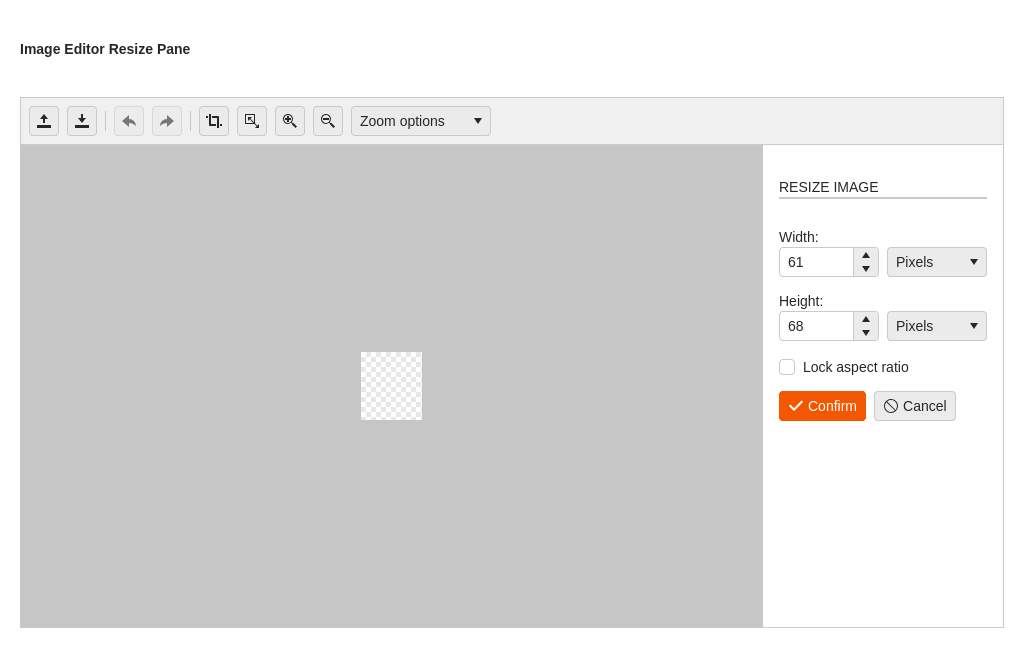 Image Editor Resize Pane
Zoom options
RESIZE IMAGE
Width:
61 Pixels
Height:
68 Pixels
Lock aspect ratio
Confirm Cancel